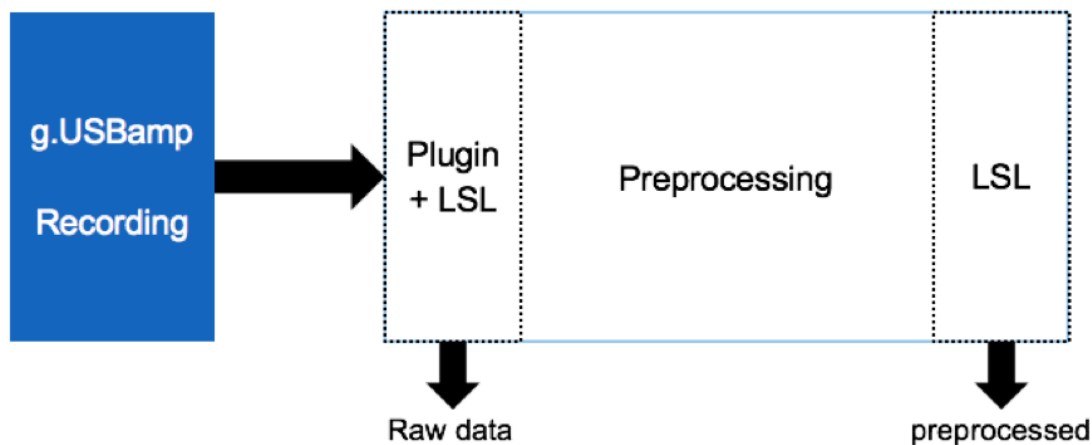 g.USBamp
Recording
Plugin
+ LSL
Preprocessing
LSL
Raw data
preprocessed